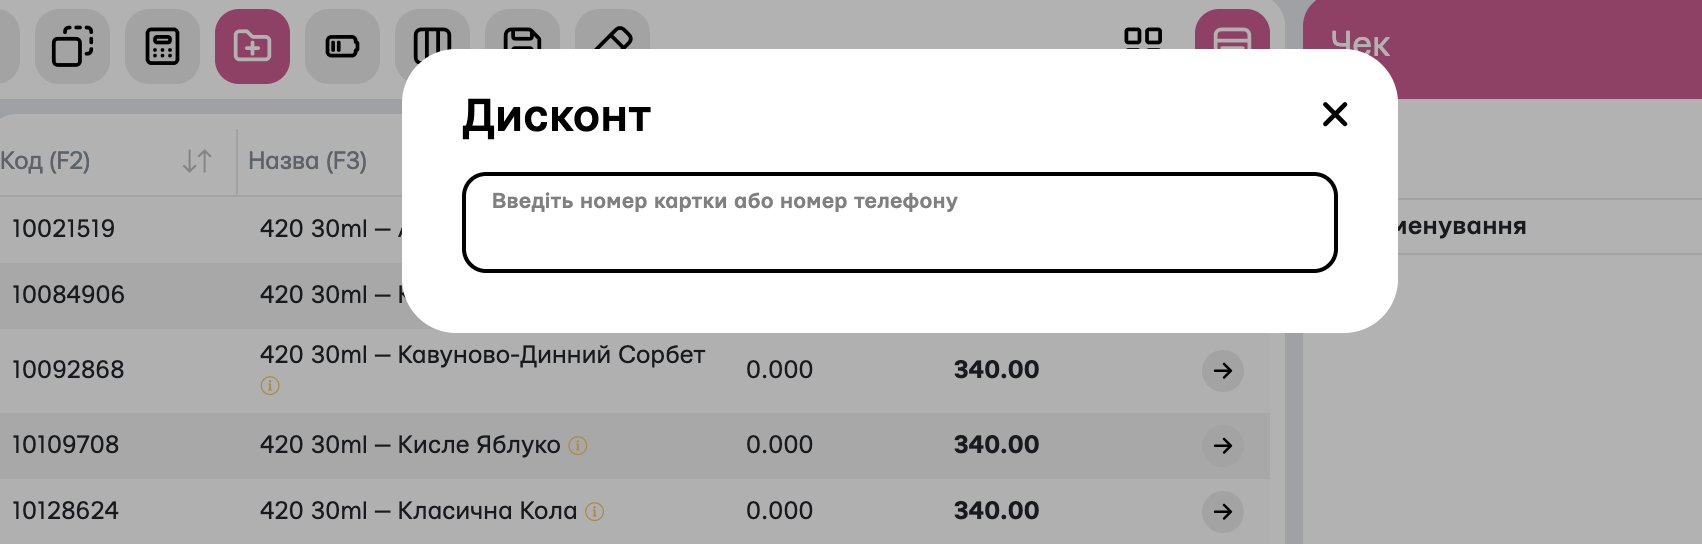 Чек
Дисконт
Введіть номер картки або номер телефону
Код (F2) Назва (F3)
10021519 420 30ml –
10084906 420 30ml –
10092868 420 30ml – Кавуново-Динний Сорбет 0.000 340.00
10109708 420 30ml – Кисле Яблуко 0.000 340.00
10128624 420 30ml – Класична Кола 0.000 340.00